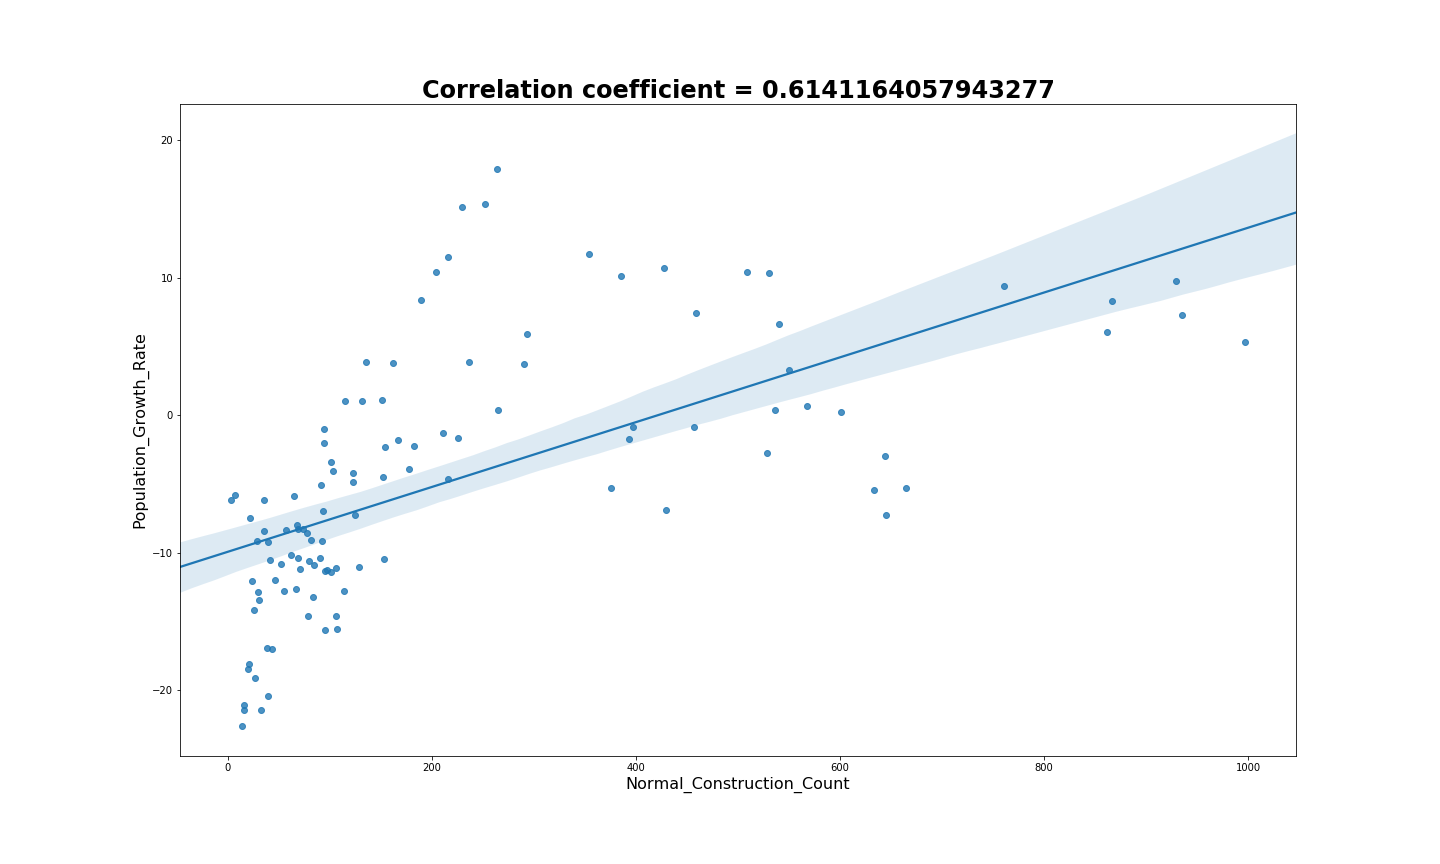 Correlation coefficient = 0.6141164057943277
20
10
0
−10
−20
Population_Growth_Rate
0 200 400 600 800 1000
Normal_Construction_Count